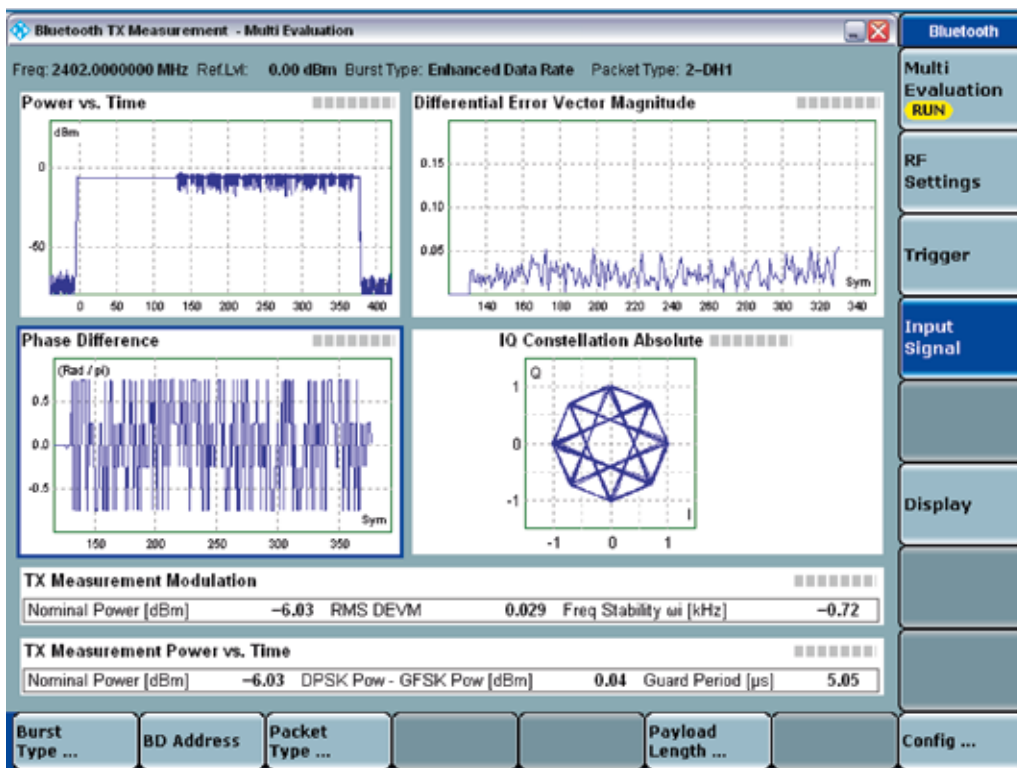 Bluetooth TX Measurement - Multi Evaluation
Bluetooth
Freq: 2402.0000000 MHz Ref.Lvl: 0.00 dBm Burst Type: Enhanced Data Rate Packet Type: 2-DH1
Multi
Evaluation
RUN
RF
Settings
Trigger
Input
Signal
Display
Power vs. Time
dBm
0
-60
0 50 100 150 200 250 300 350 400
Differential Error Vector Magnitude
0.15
0.10
0.05
Sym
140 160 180 200 220 240 260 280 300 320 340
Phase Difference
(Rad / pi)
0.5
0.0
-0.5
Sym
150 200 250 300 350
IQ Constellation Absolute
Q
1
0
-1
I
-1 0 1
TX Measurement Modulation
Nominal Power [dBm] -6.03 RMS DEVM 0.029 Freq Stability ωi [kHz] -0.72
TX Measurement Power vs. Time
Nominal Power [dBm] -6.03 DPSK Pow - GFSK Pow [dBm] 0.04 Guard Period [µs] 5.05
Burst
Type ...
BD Address
Packet
Type ...
Payload
Length ...
Config ...